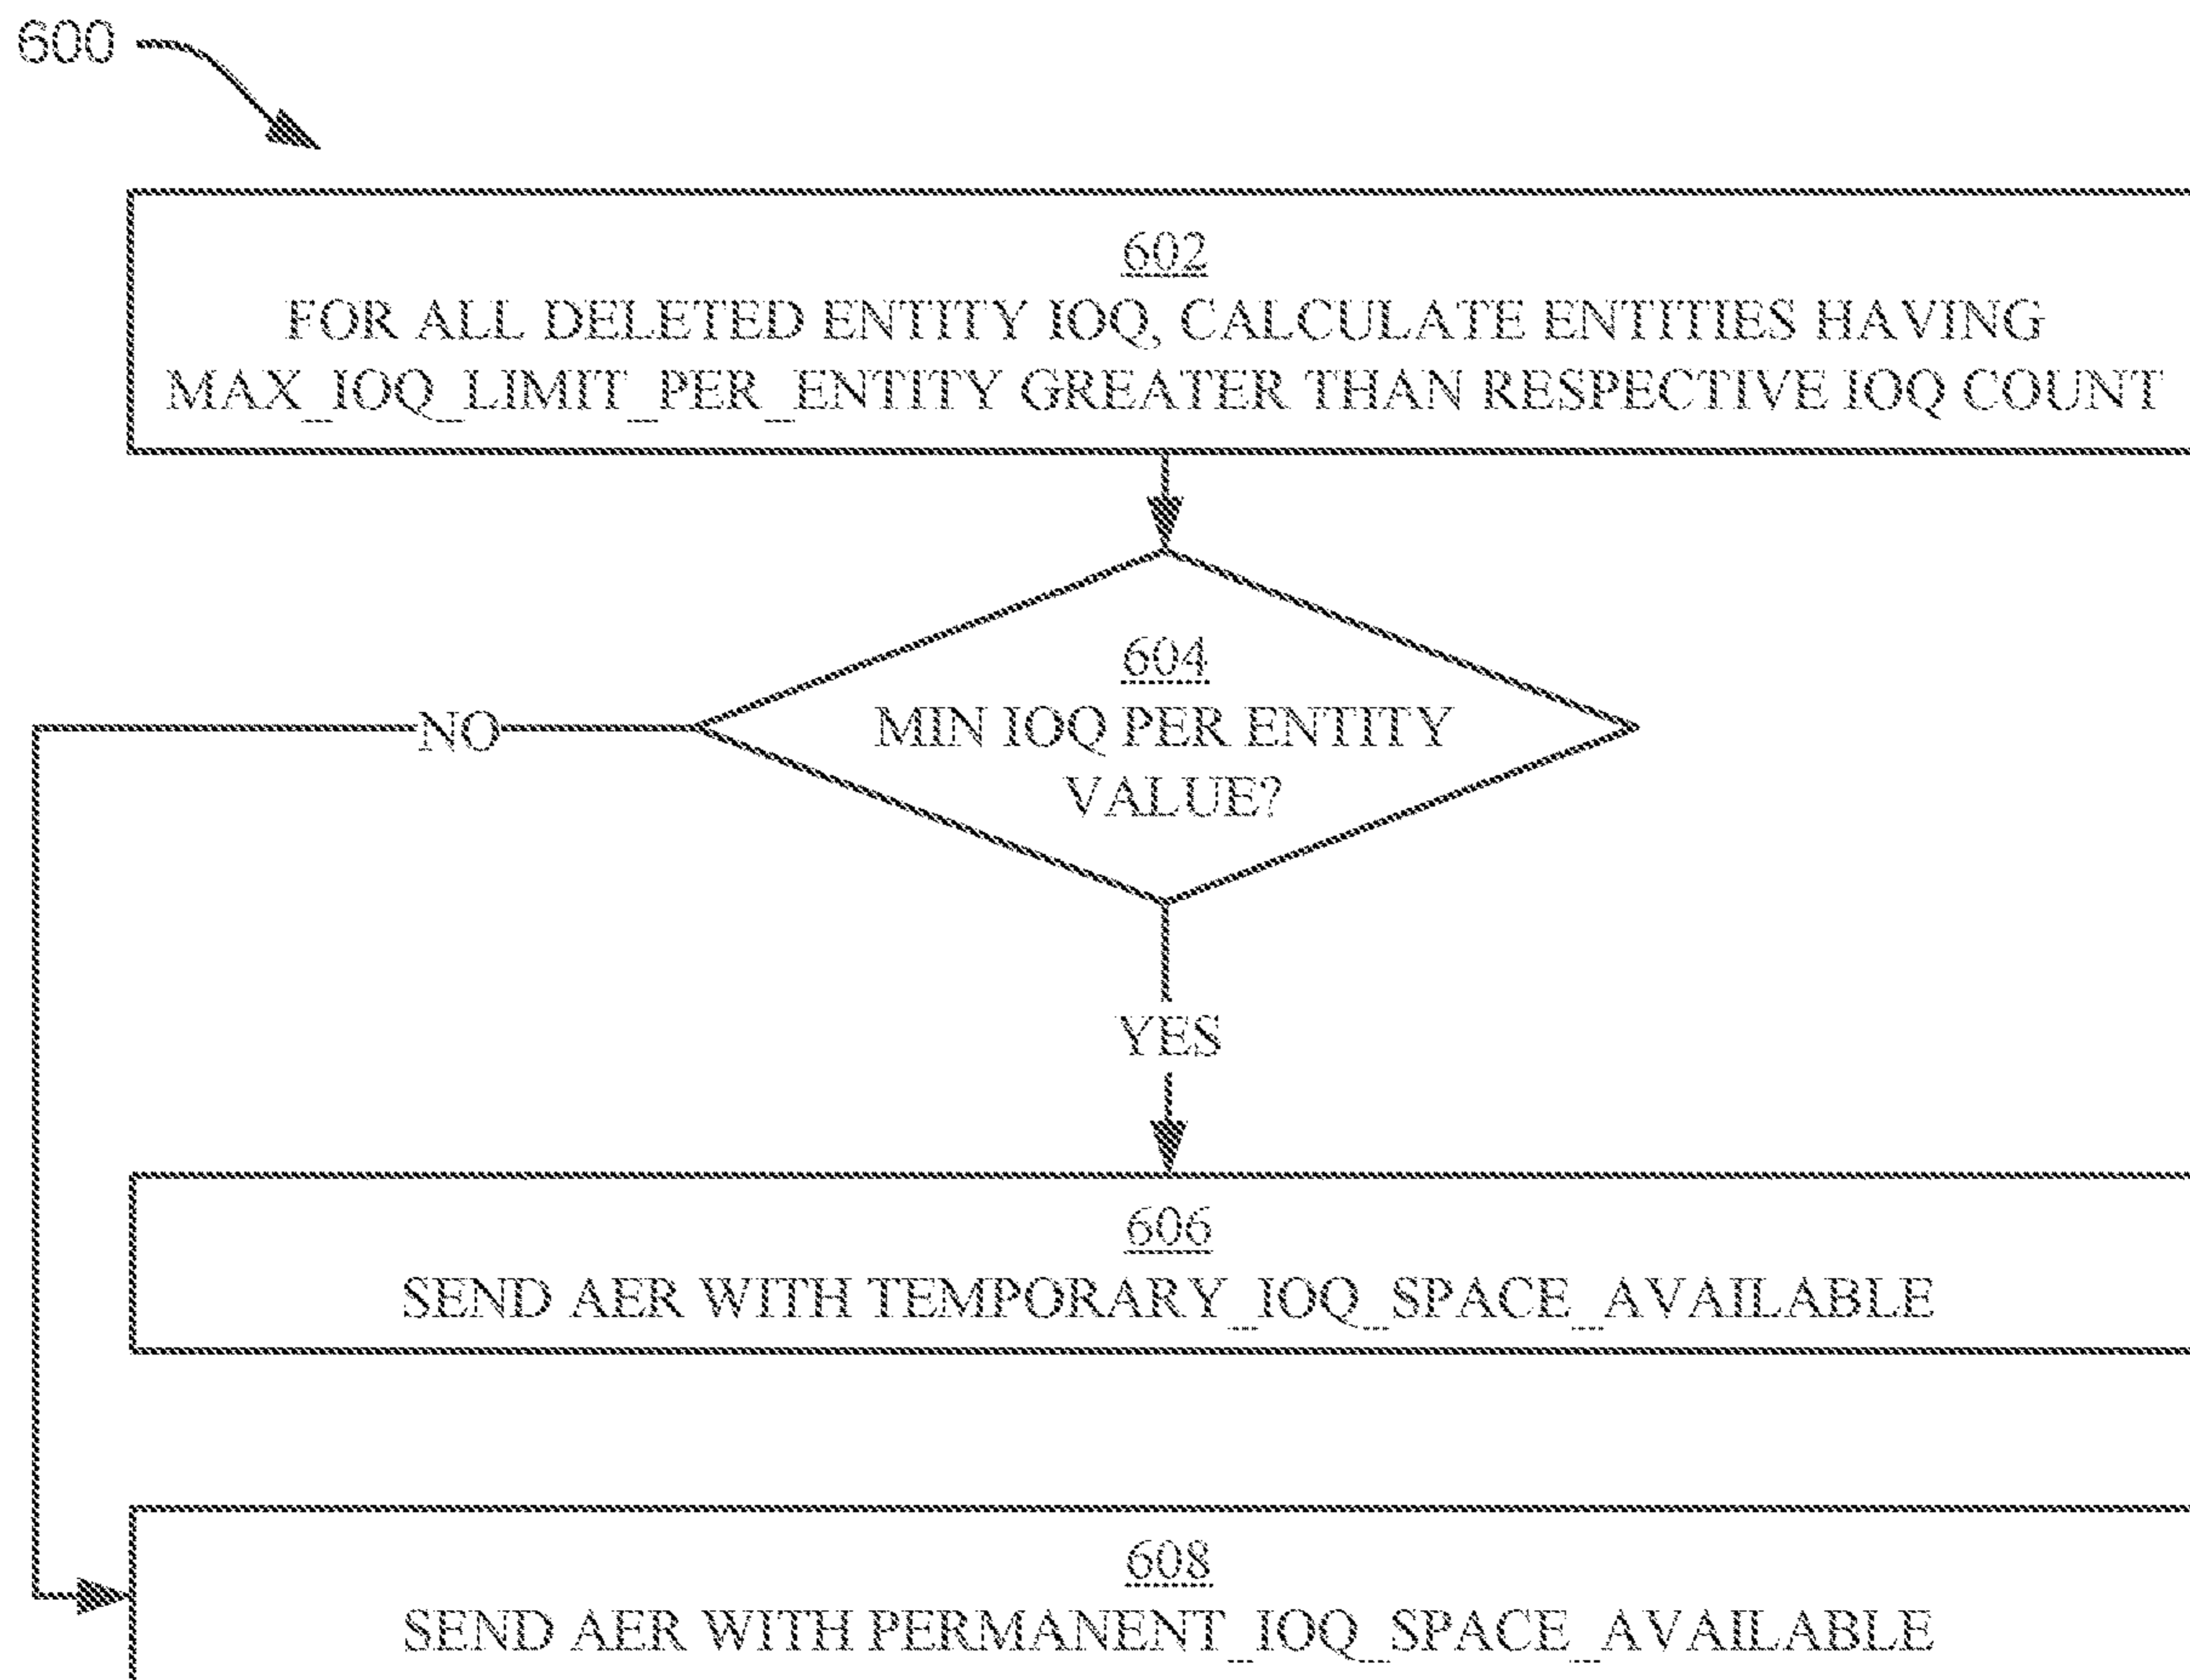 600
602
FOR ALL DELETED ENTITY IOQ, CALCULATE ENTITIES HAVING
MAX_IOQ_LIMIT_PER_ENTITY GREATER THAN RESPECTIVE IOQ COUNT
604
MIN IOQ PER ENTITY
VALUE?
NO
YES
606
SEND AER WITH TEMPORARY_IOQ_SPACE_AVAILABLE
608
SEND AER WITH PERMANENT_IOQ_SPACE_AVAILABLE